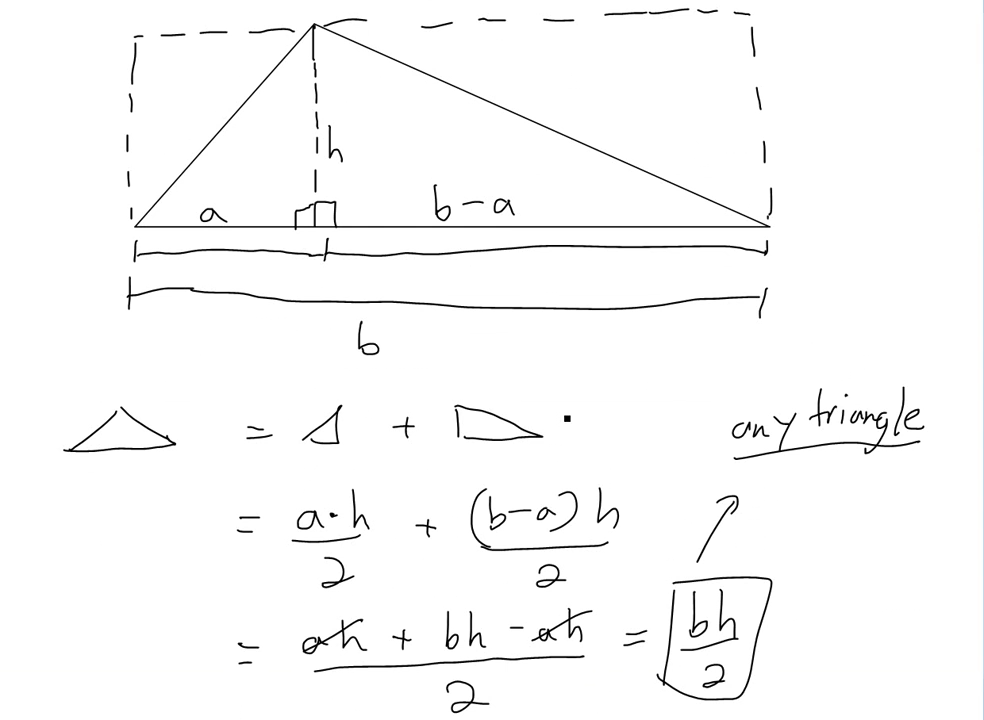 h
a b-a
b
= + any triangle
= a·h/2 + (b-a)h/2
= ah + bh - ah/2 = bh/2